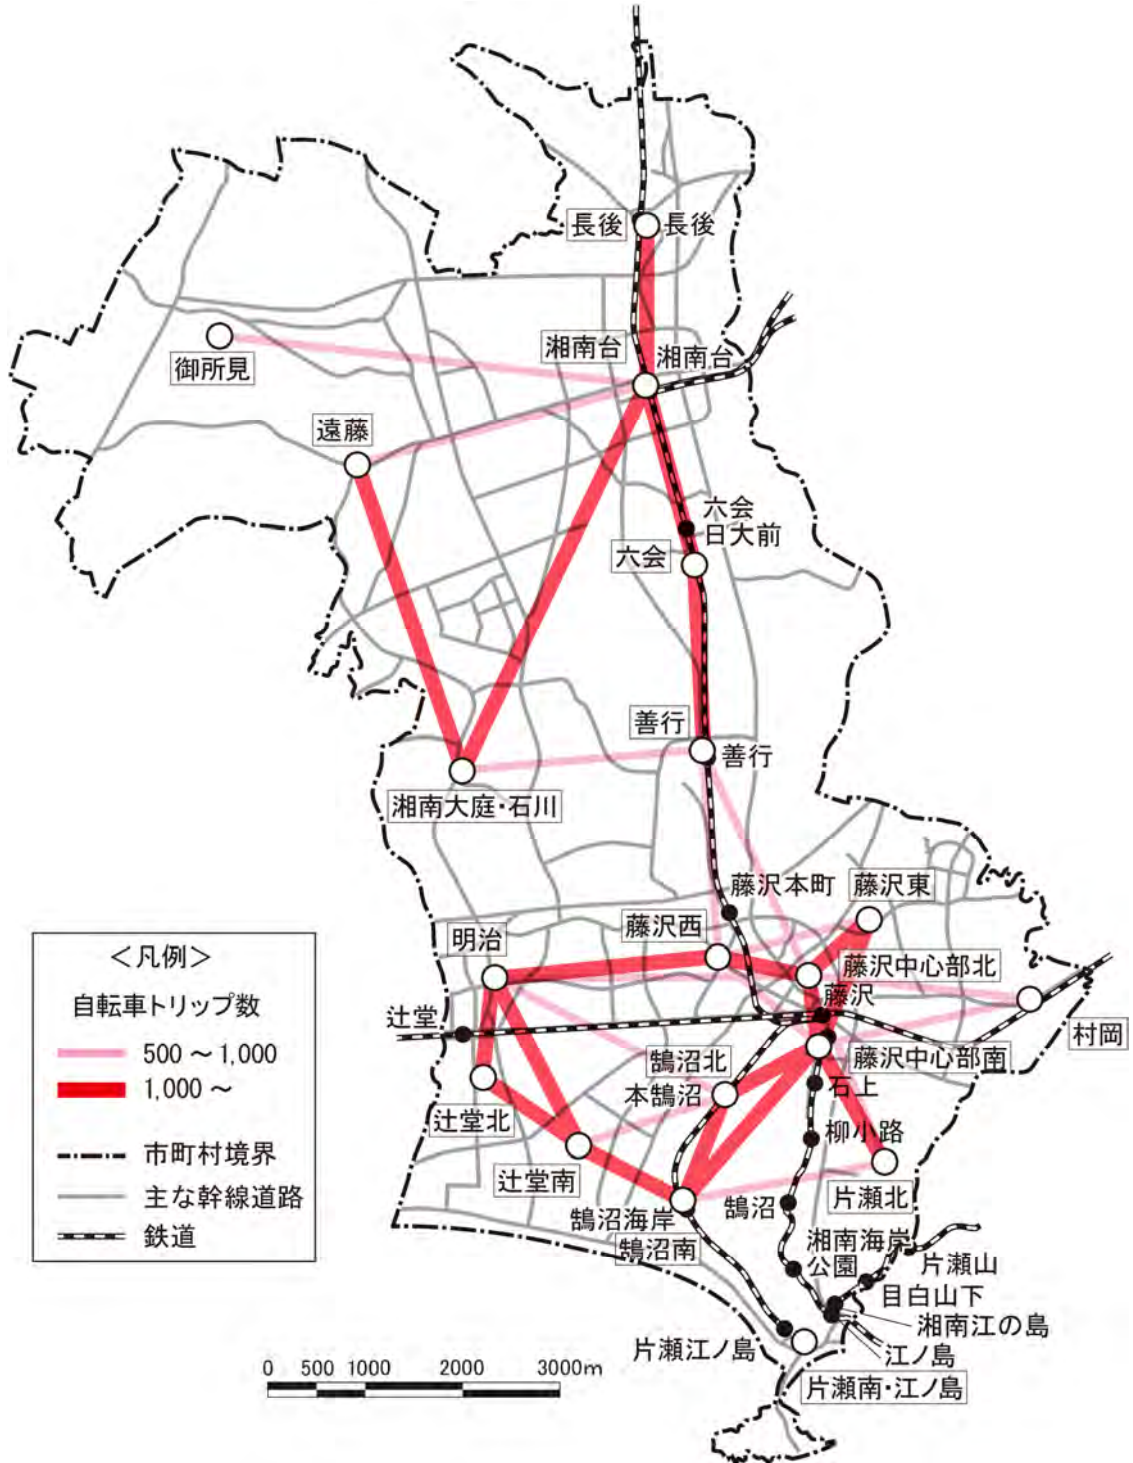 長後
長後
湘南台
湘南台
御所見
遠藤
六会
日大前
六会
善行
善行
湘南大庭・石川
藤沢本町
藤沢東
藤沢西
明治
藤沢中心部北
藤沢
辻堂
村岡
藤沢中心部南
鵠沼北
本鵠沼
石上
辻堂北
柳小路
辻堂南
片瀬北
鵠沼海岸
鵠沼
鵠沼南
湘南海岸
公園
片瀬山
目白山下
湘南江の島
江ノ島
片瀬江ノ島
片瀬南・江ノ島
＜凡例＞
自転車トリップ数
500 ～ 1,000
1,000 ～
市町村境界
主な幹線道路
鉄道
0 500 1000 2000 3000m